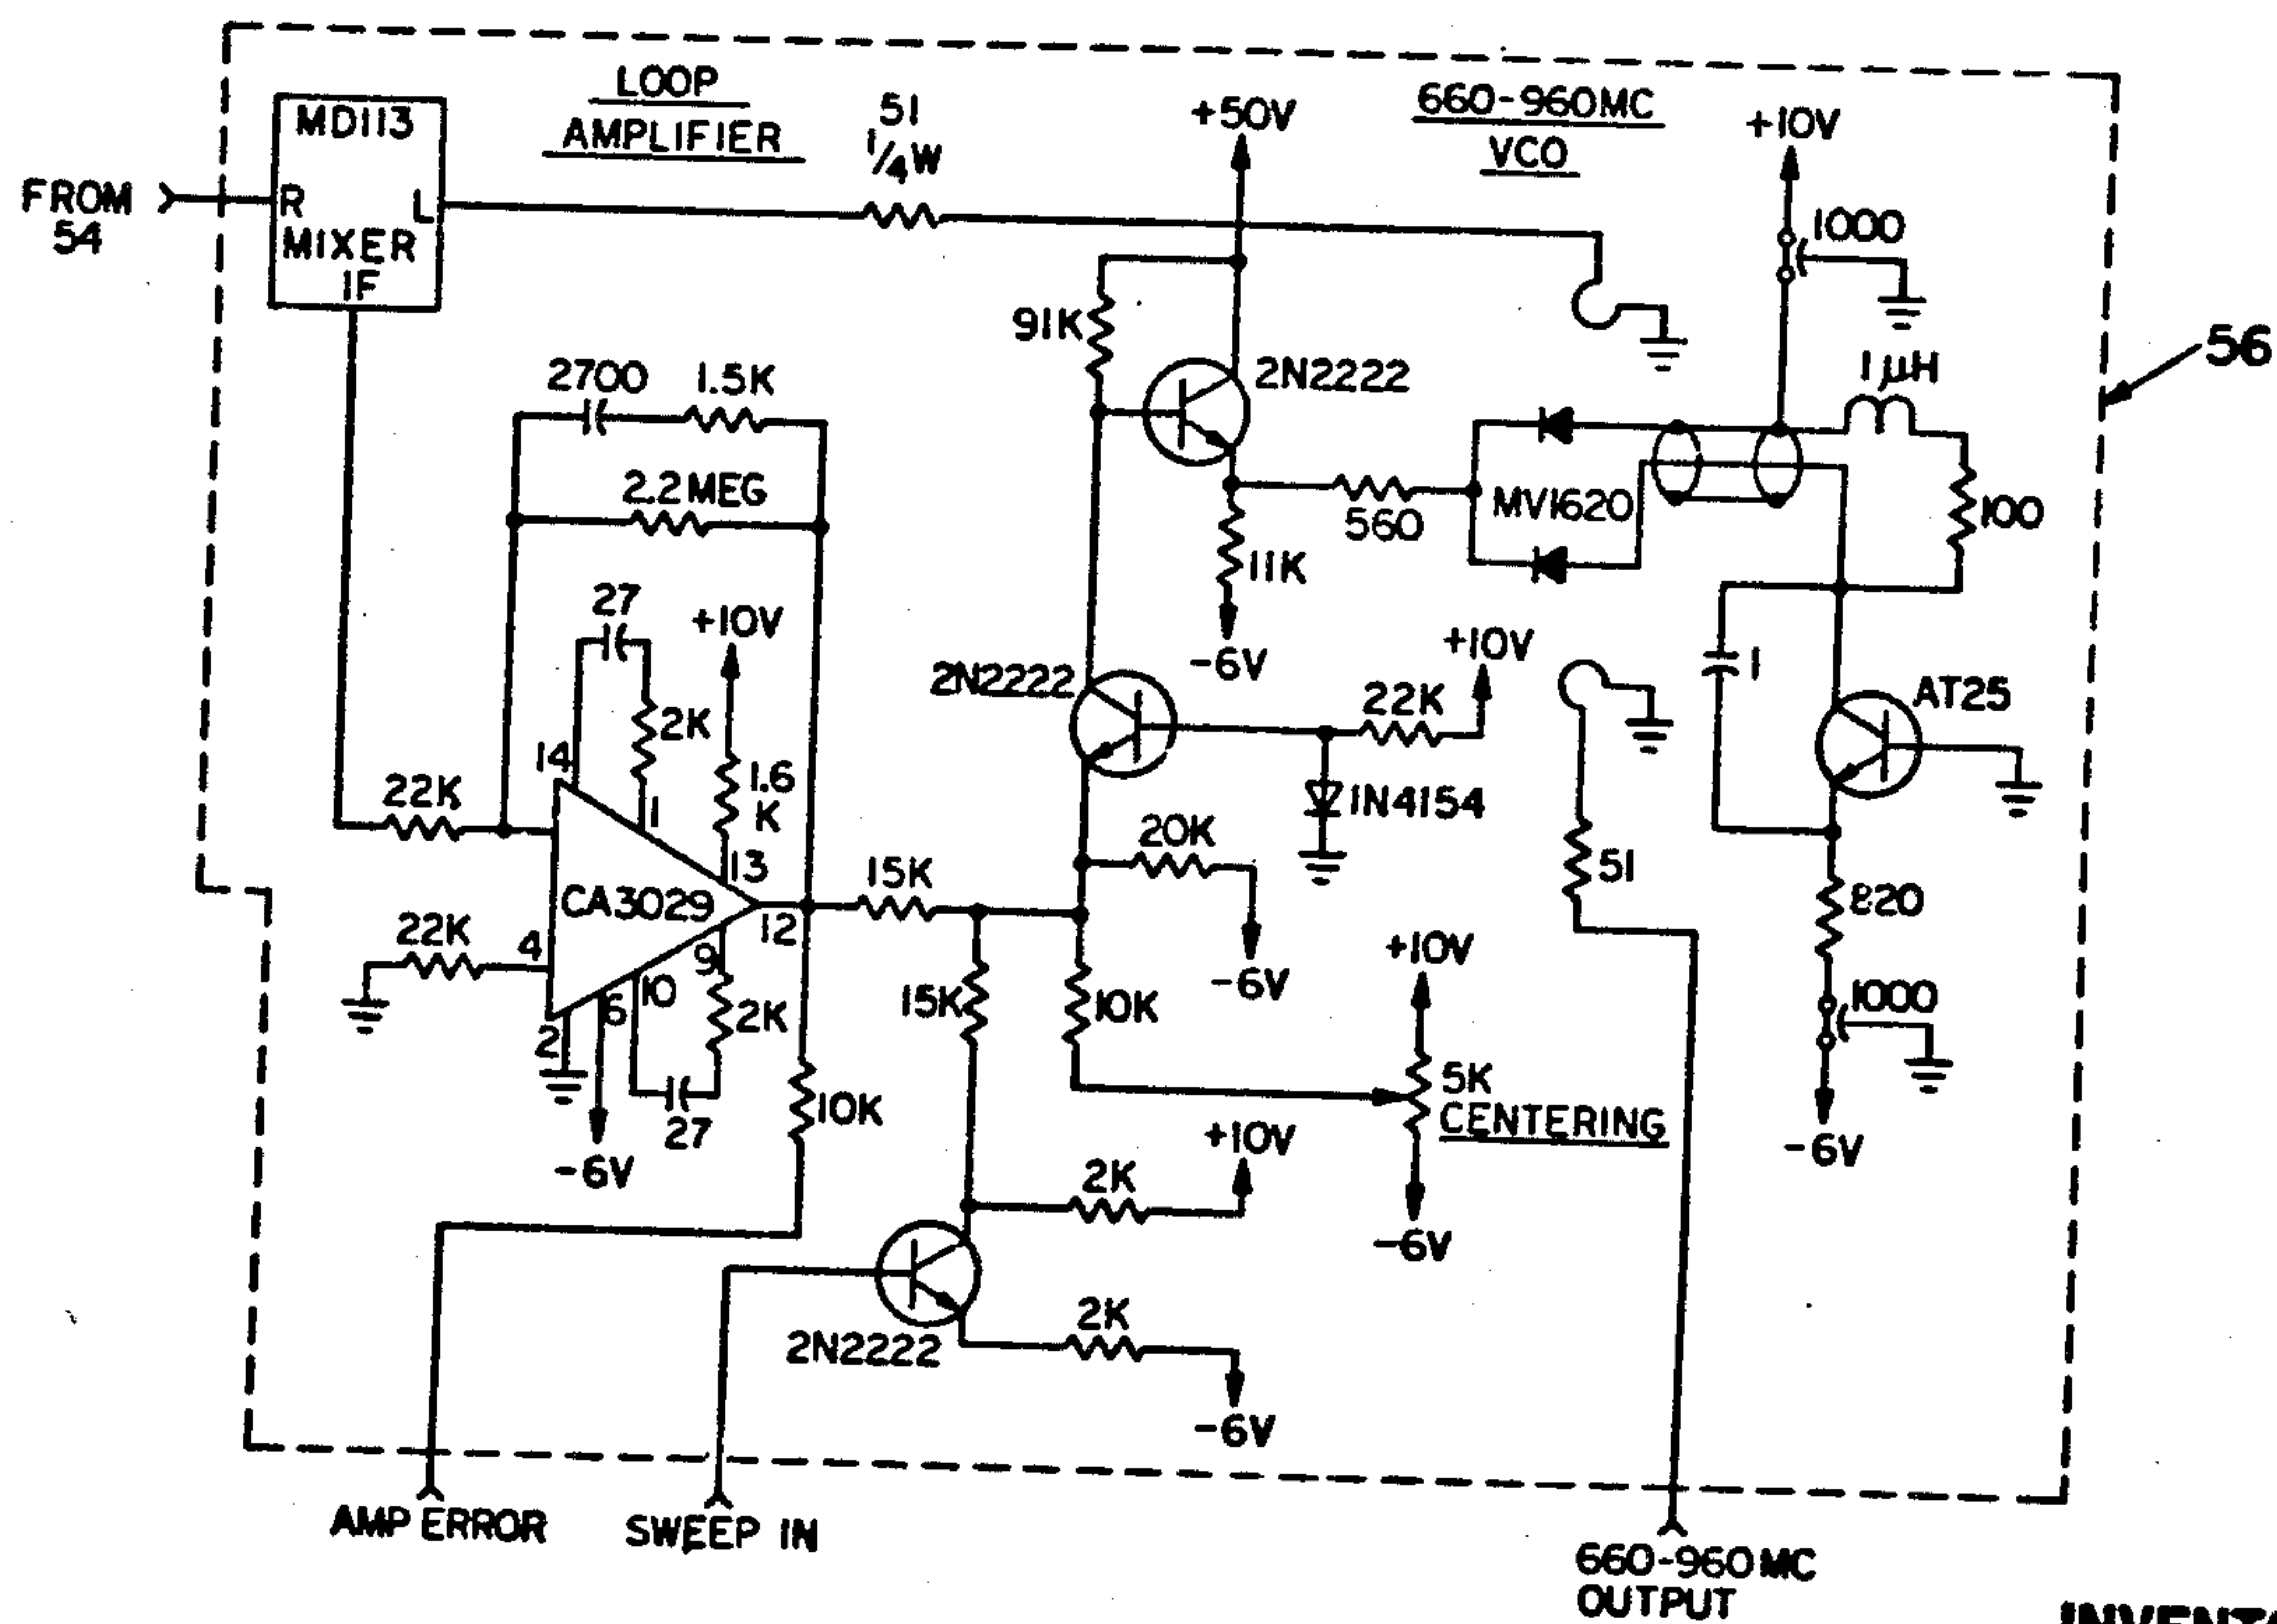 LOOP
AMPLIFIER
660-960MC
VCO
MD113
R L
MIXER
IF
FROM
54
51
1/4W
+50V
+10V
1000
91K
2N2222
1µH
56
2700 1.5K
2.2 MEG
560
MV1620
100
11K
-6V
27
+10V
2K
1.6
K
2N2222
+10V
22K
1
AT25
1N4154
14
1
13
22K
CA3029
12
15K
20K
-6V
51
820
1000
-6V
22K
4
2
6
10
9
2K
27
-6V
10K
15K
10K
+10V
5K
CENTERING
-6V
+10V
2K
2N2222
2K
-6V
AMP ERROR
SWEEP IN
660-960 MC
OUTPUT